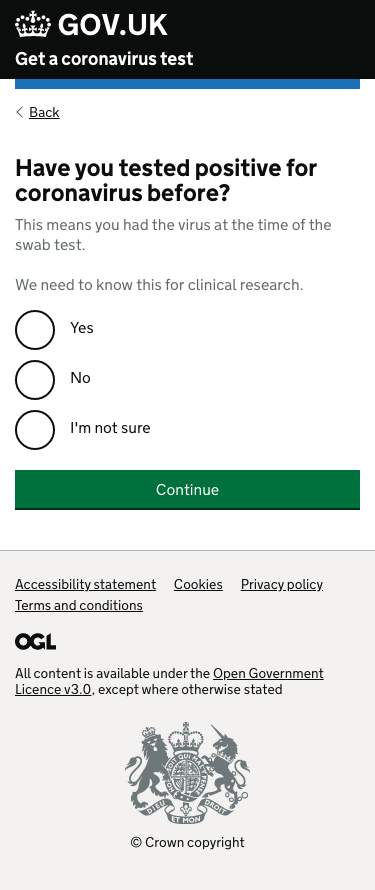 GOV.UK
Get a coronavirus test
Back
Have you tested positive for
coronavirus before?
This means you had the virus at the time of the
swab test.
We need to know this for clinical research.
Yes
No
I'm not sure
Continue
Accessibility statement Cookies Privacy policy
Terms and conditions
OGL
All content is available under the Open Government
Licence v3.0, except where otherwise stated
DIEU ET MON DROIT
© Crown copyright